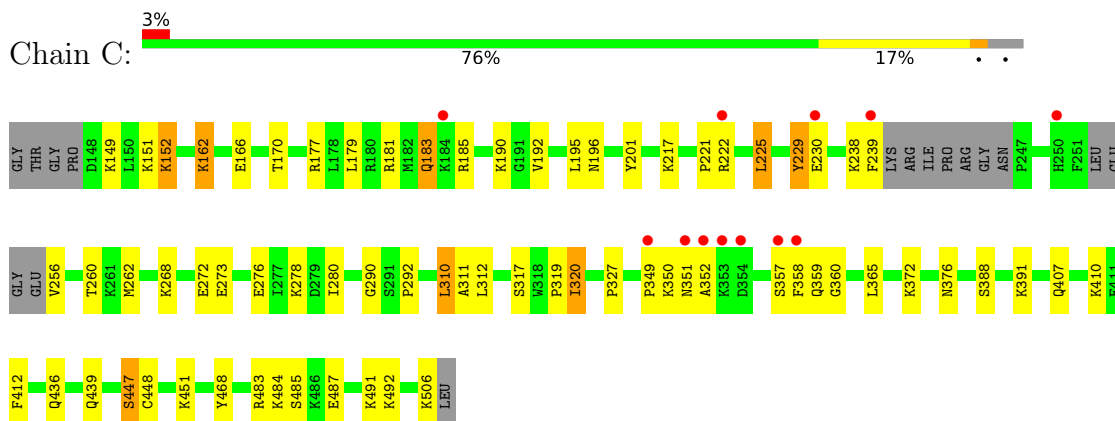 3%
Chain C:
76% 17% • •
GLY THR GLY PRO D148 K149 L150 K151 K152 K162 E166 T170 R177 L178 L179 R180 R181 M182 Q183 K184 R185 K190 G191 V192 L195 N196 Y201 K217 P221 R222 L225 Y229 E230 K238 F239 LYS ARG ILE PRO ARG GLY ASN P247 H250 F251 LEU GLU
GLY GLU V256 T260 K261 M262 K268 E272 E273 E276 I277 K278 D279 I280 G290 S291 P292 L310 A311 L312 S317 W318 P319 I320 P327 P349 K350 N351 A352 K353 D354 S357 F358 Q359 G360 L365 K372 N376 S388 K391 Q407 K410 E411
F412 Q436 Q439 S447 C448 K451 Y468 R483 K484 S485 K486 E487 K491 K492 K506 LEU